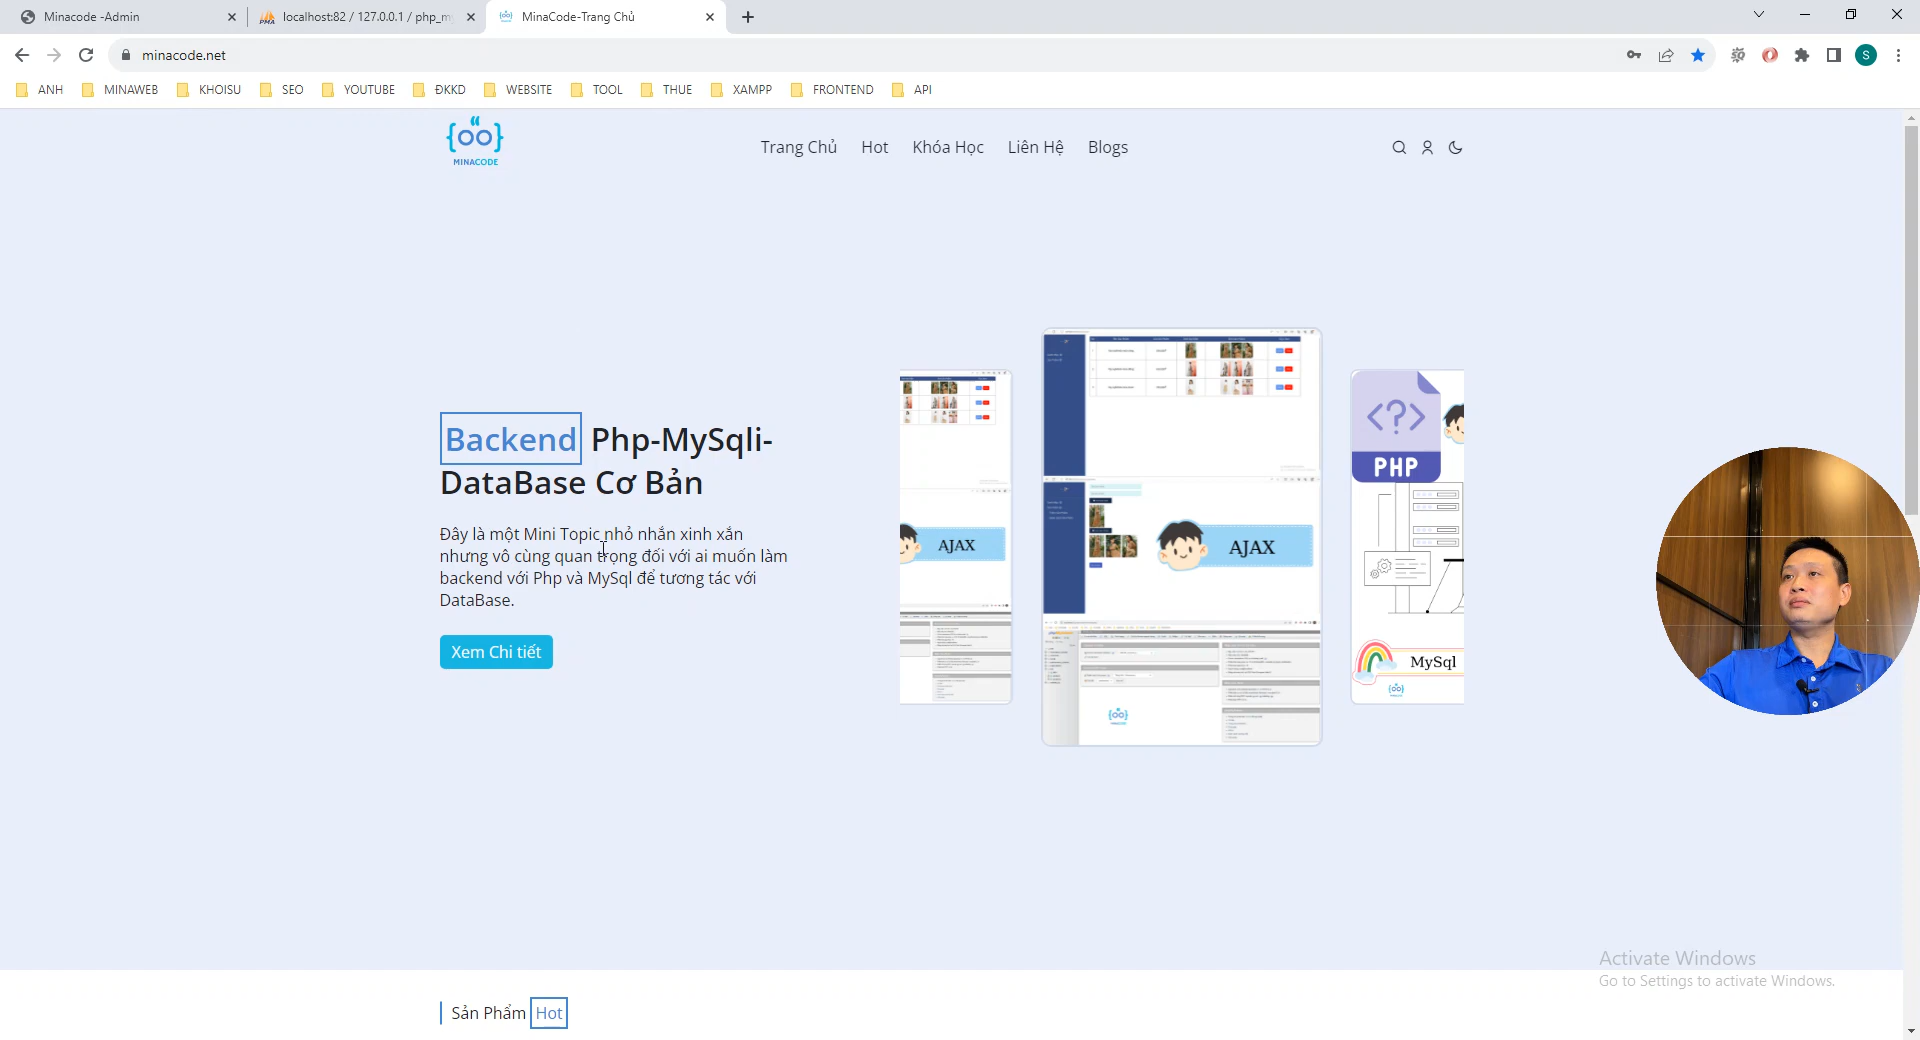 Minacode -Admin
localhost:82 / 127.0.0.1 / php_m
MinaCode-Trang Chủ
minacode.net
S
ANH
MINAWEB
KHOISU
SEO
YOUTUBE
ĐKKD
WEBSITE
TOOL
THUE
XAMPP
FRONTEND
API
MINACODE
Trang Chủ
Hot
Khóa Học
Liên Hệ
Blogs
Backend Php-MySqli-
DataBase Cơ Bản
Đây là một Mini Topic nhỏ nhắn xinh xắn
nhưng vô cùng quan trọng đối với ai muốn làm
backend với Php và MySql để tương tác với
DataBase.
Xem Chi tiết
AJAX
AJAX
<?>
PHP
MySql
MINACODE
MINACODE
Activate Windows
Go to Settings to activate Windows.
Sản Phẩm Hot